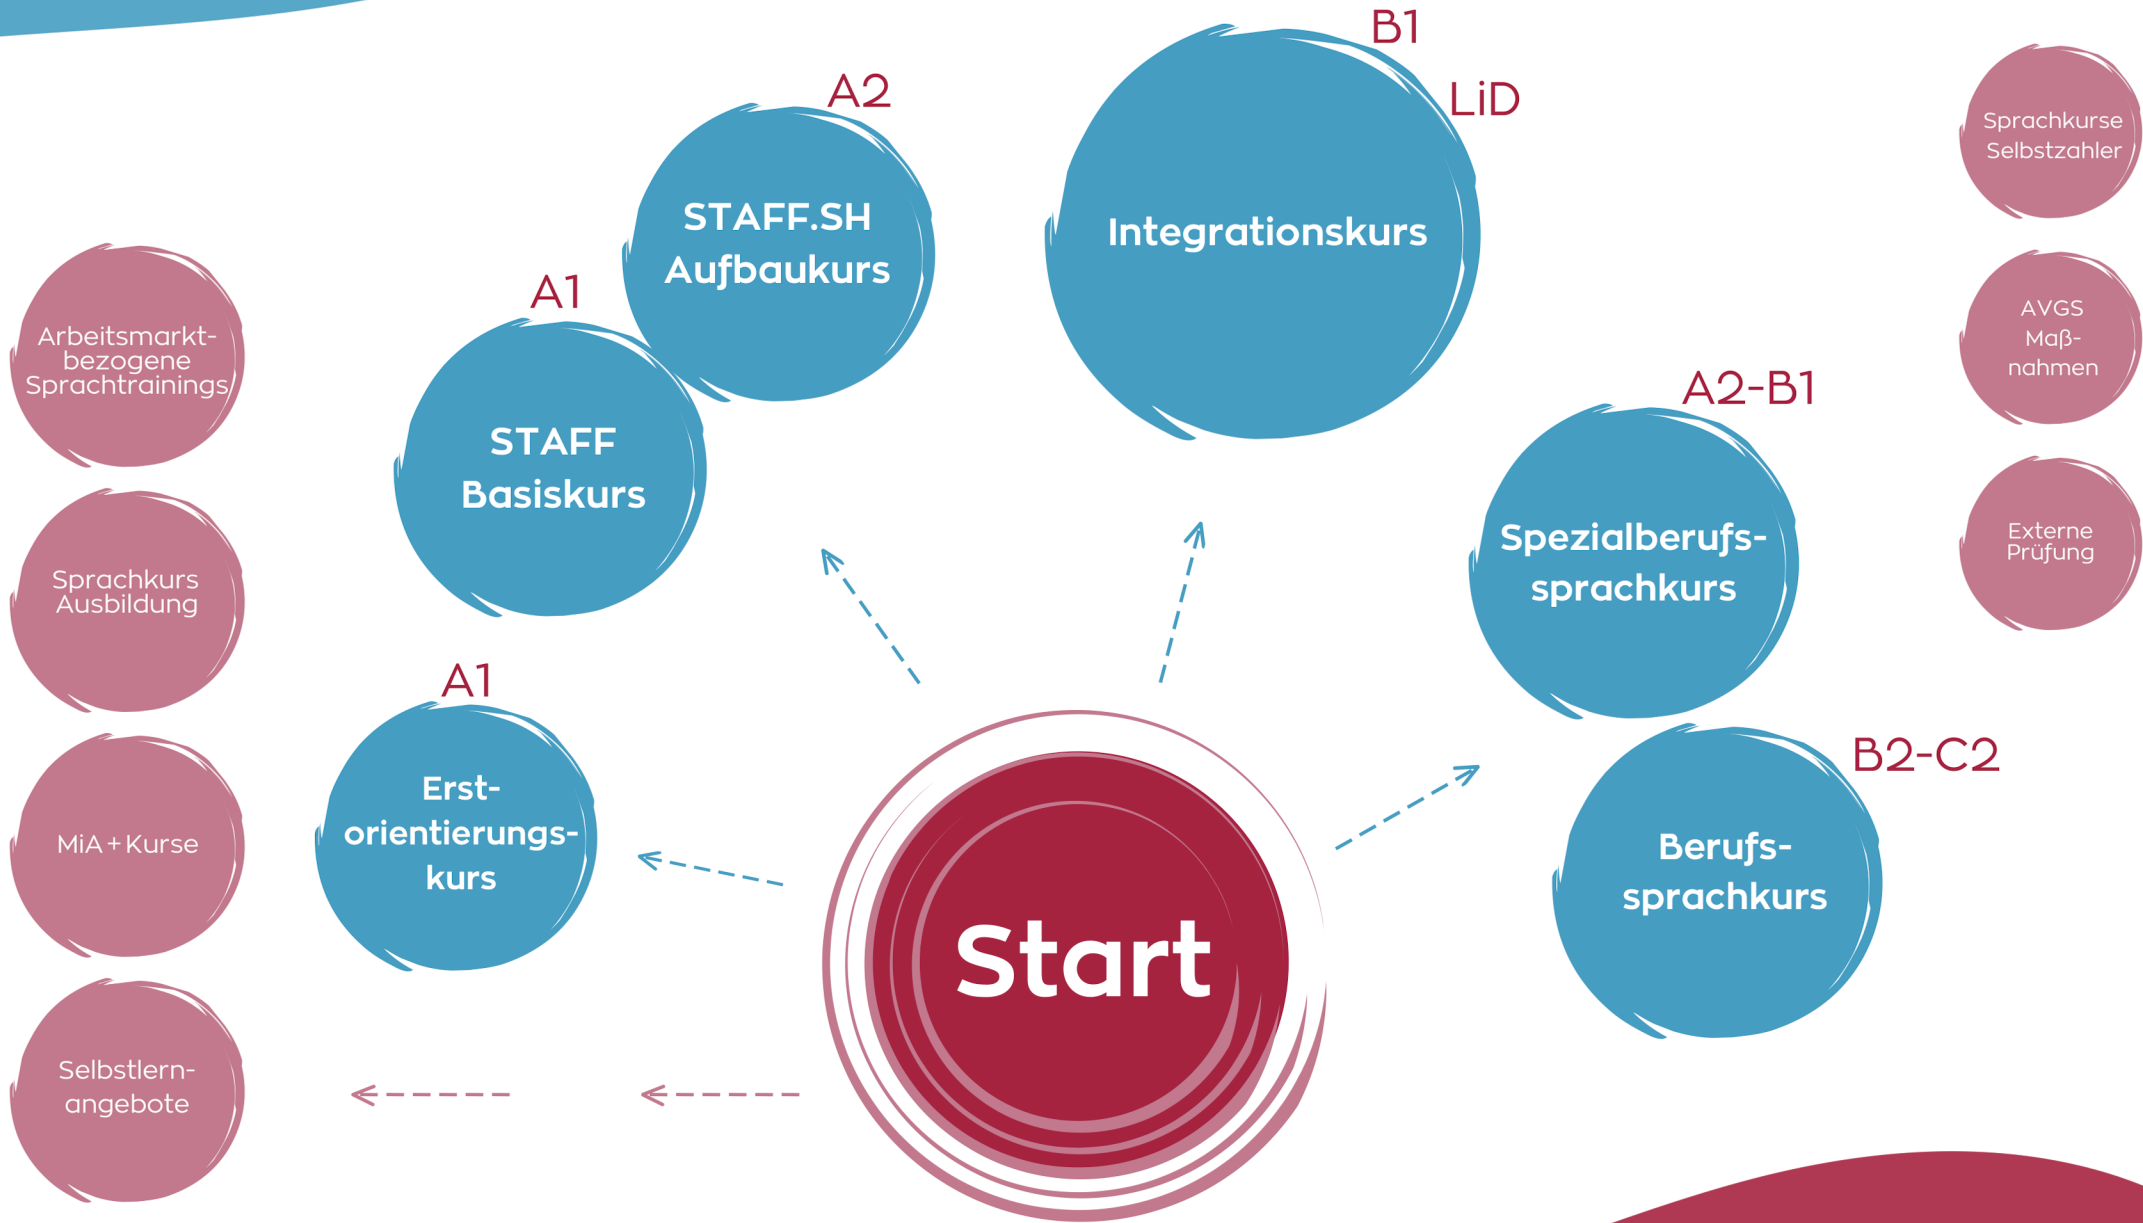 B1
LiD
Integrationskurs
A2
STAFF.SH
Aufbaukurs
A1
STAFF
Basiskurs
A1
Erst-
orientierungs-
kurs
A2-B1
Spezialberufs-
sprachkurs
B2-C2
Berufs-
sprachkurs
Start
Arbeitsmarkt-
bezogene
Sprachtrainings
Sprachkurs
Ausbildung
MiA+Kurse
Selbstlern-
angebote
Sprachkurse
Selbstzahler
AVGS
Maß-
nahmen
Externe
Prüfung